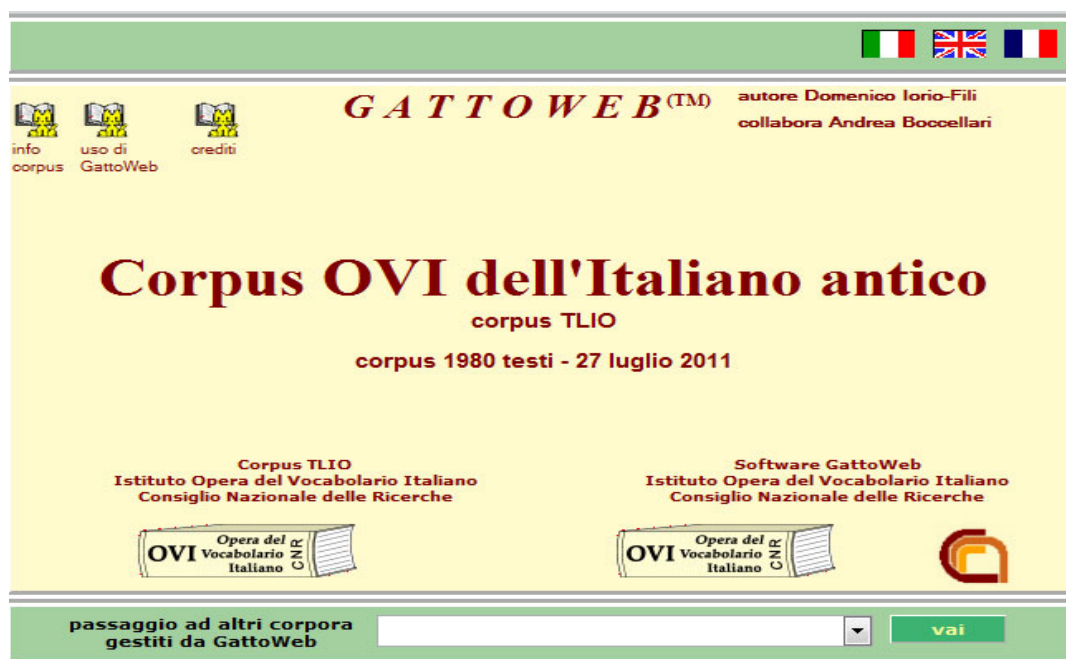 GATTOWEB(TM)
autore Domenico Iorio-Fili
collabora Andrea Boccellari
info
corpus
uso di
GattoWeb
crediti
Corpus OVI dell'Italiano antico
corpus TLIO
corpus 1980 testi - 27 luglio 2011
Corpus TLIO
Istituto Opera del Vocabolario Italiano
Consiglio Nazionale delle Ricerche
OVI
Opera del
Vocabolario
Italiano
CNR
Software GattoWeb
Istituto Opera del Vocabolario Italiano
Consiglio Nazionale delle Ricerche
OVI
Opera del
Vocabolario
Italiano
CNR
passaggio ad altri corpora
gestiti da GattoWeb
vai